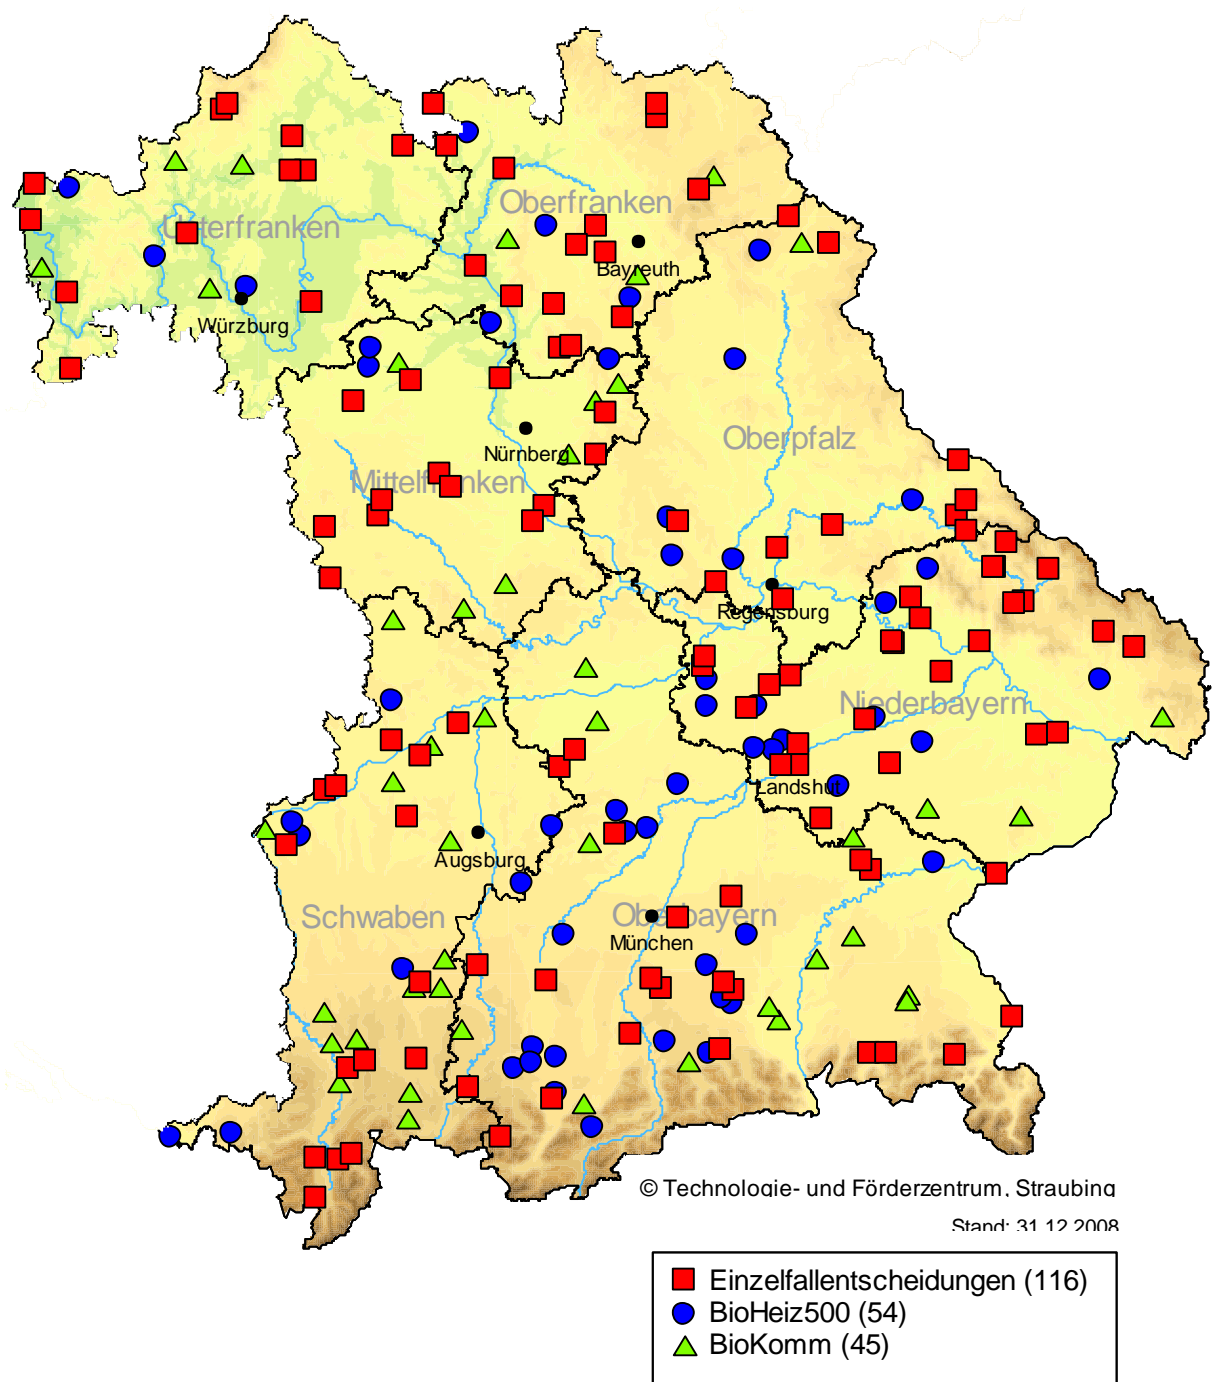 Oberfranken
Unterfranken
Bayreuth
Würzburg
Oberpfalz
Nürnberg
Mittelfranken
Regensburg
Niederbayern
Landshut
Augsburg
Schwaben
Oberbayern
München
© Technologie- und Förderzentrum, Straubing
Stand: 31.12.2008
Einzelfallentscheidungen (116)
BioHeiz500 (54)
BioKomm (45)